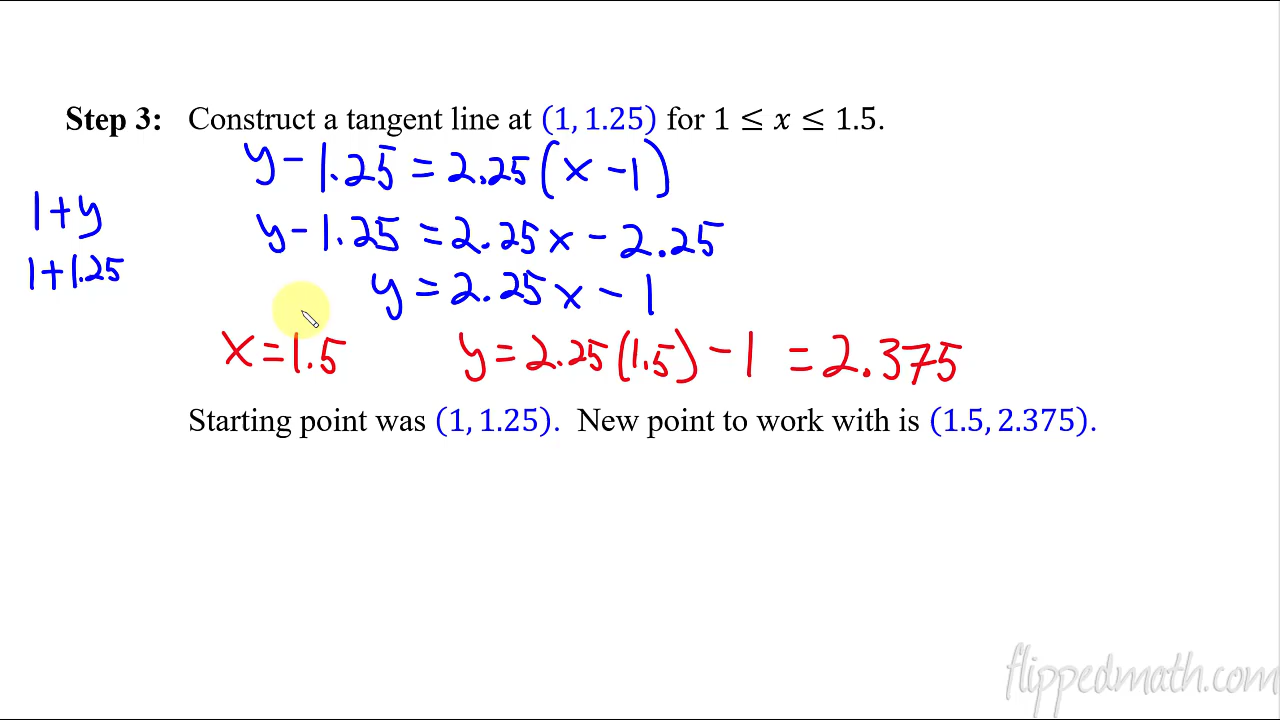 Step 3: Construct a tangent line at (1, 1.25) for 1 ≤ x ≤ 1.5.
y - 1.25 = 2.25(x - 1)
1 + y
y - 1.25 = 2.25x - 2.25
1 + 1.25
y = 2.25x - 1
x = 1.5 y = 2.25(1.5) - 1 = 2.375
Starting point was (1, 1.25). New point to work with is (1.5, 2.375).
flippedmath.com